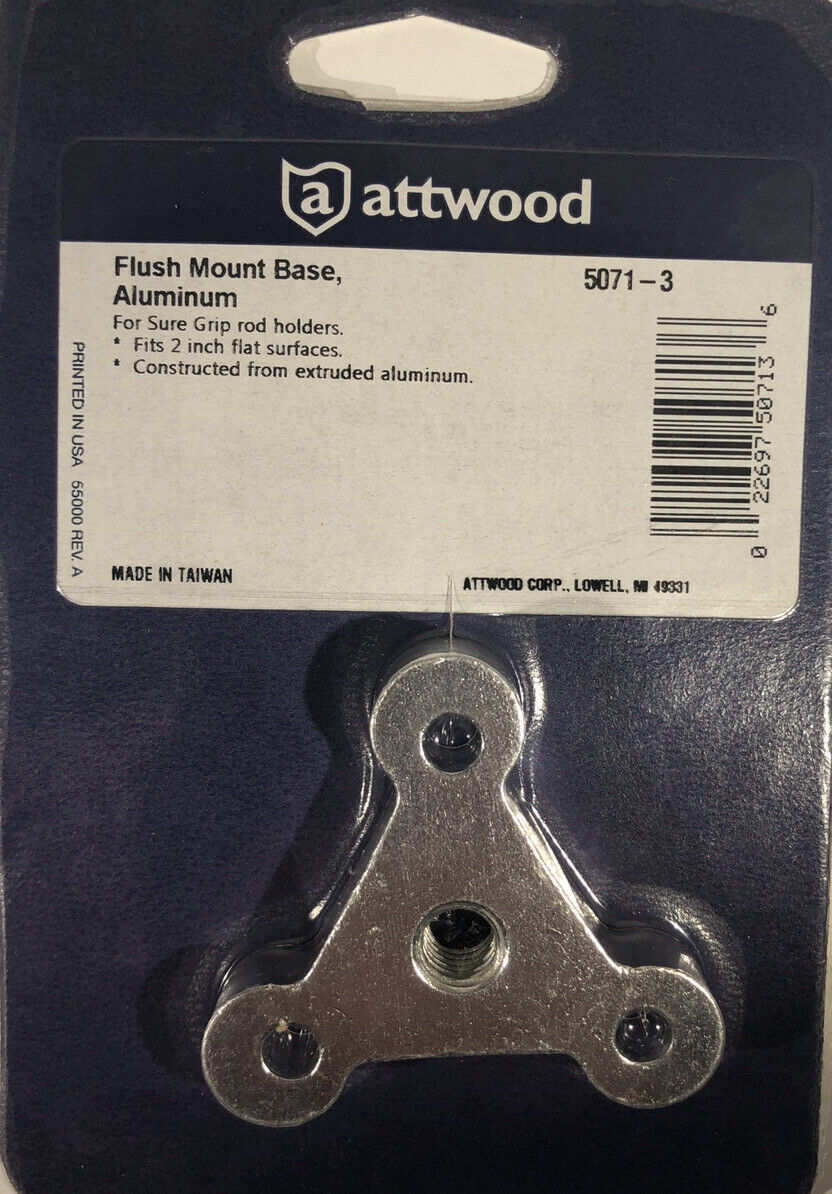 a attwood
Flush Mount Base,
Aluminum
5071-3
For Sure Grip rod holders.
* Fits 2 inch flat surfaces.
* Constructed from extruded aluminum.
PRINTED IN USA 65000 REV. A
0 22697 50713 6
MADE IN TAIWAN
ATTWOOD CORP., LOWELL, MI 49331